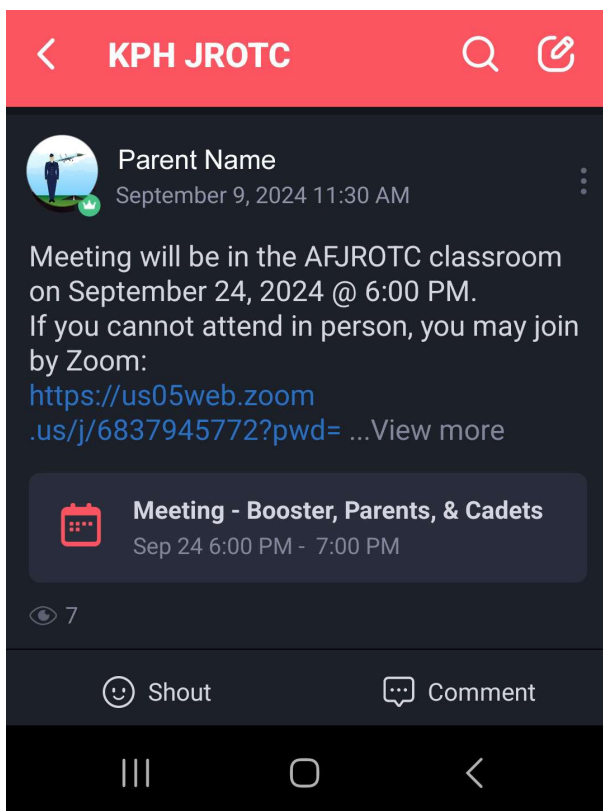 KPH JROTC
Parent Name
September 9, 2024 11:30 AM
Meeting will be in the AFJROTC classroom
on September 24, 2024 @ 6:00 PM.
If you cannot attend in person, you may join
by Zoom:
https://us05web.zoom
.us/j/6837945772?pwd= ...View more
Meeting - Booster, Parents, & Cadets
Sep 24 6:00 PM - 7:00 PM
7
Shout
Comment